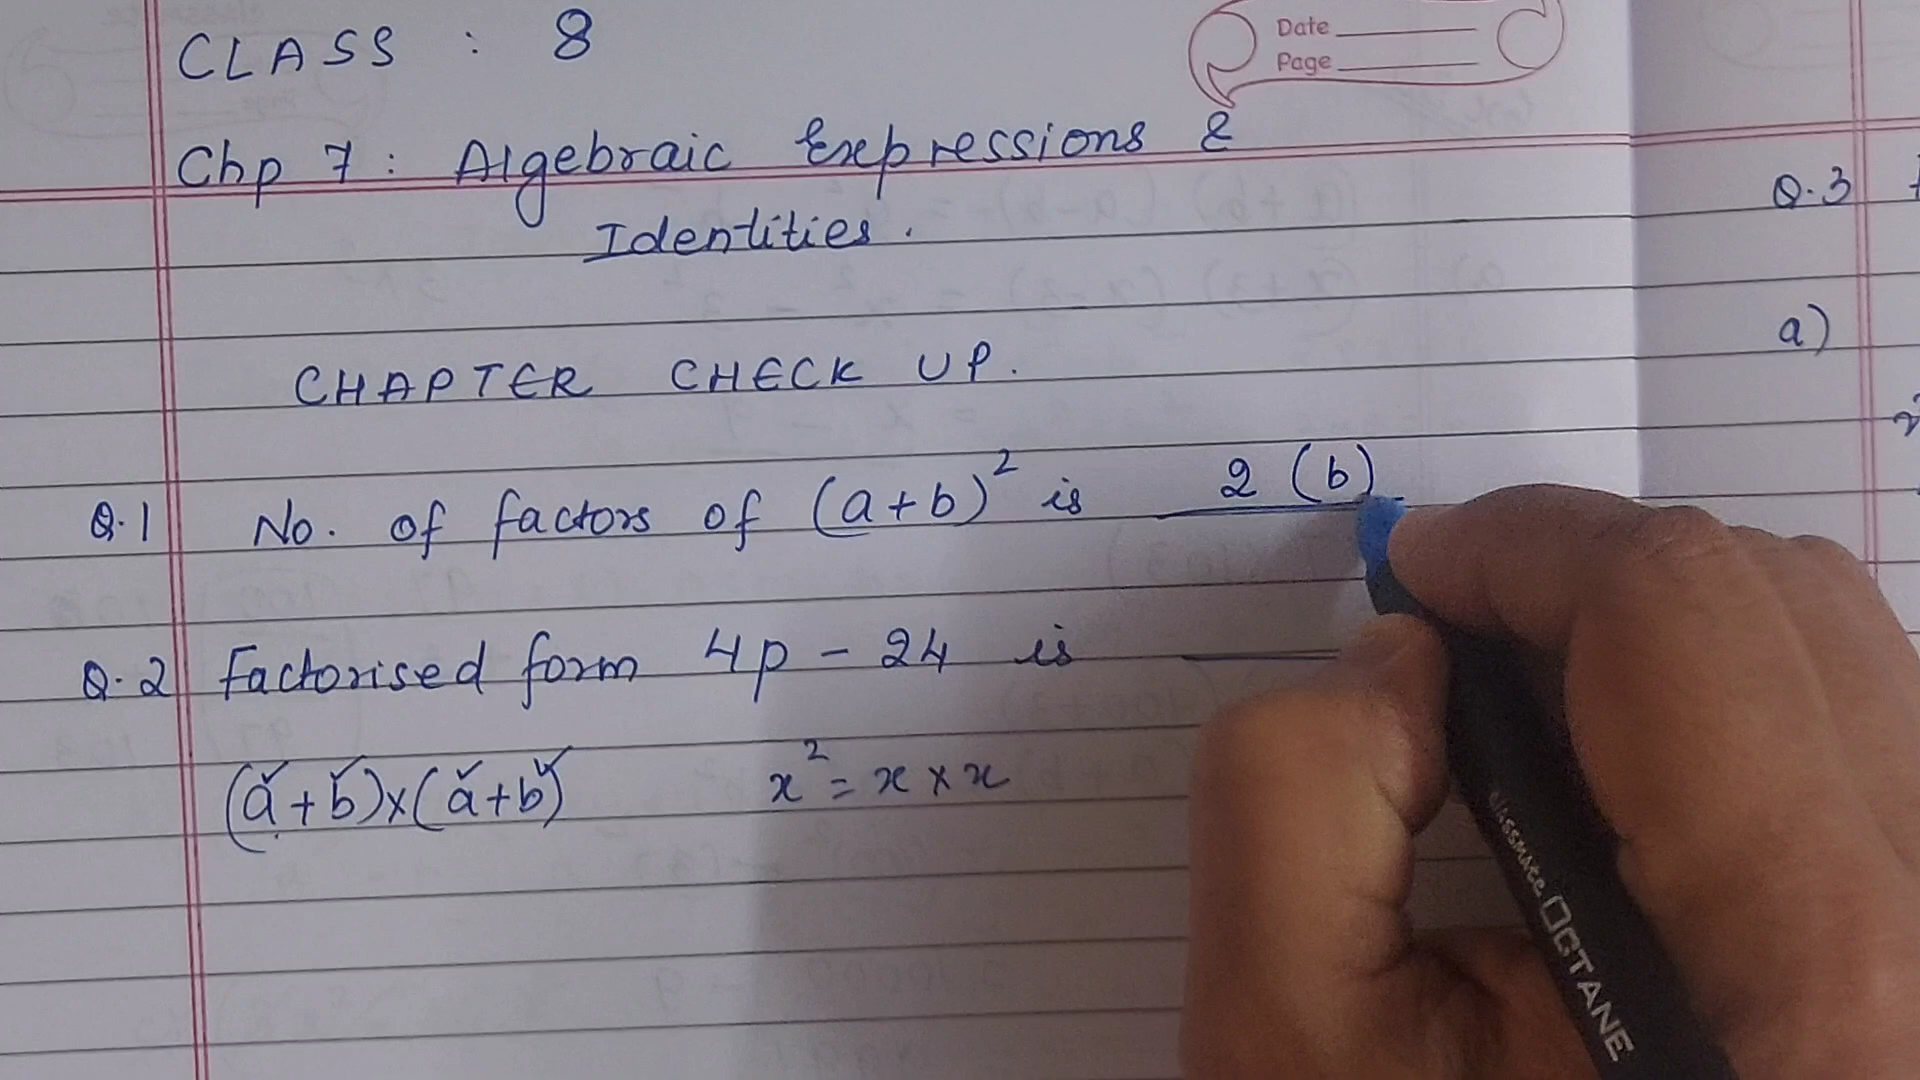 CLASS : 8
Date
Page
Chp 7 : Algebraic Expressions &
Identities.
Q.3
a)
CHAPTER CHECK UP.
Q.1 No. of factors of (a+b)² is 2 (b)
Q.2 Factorised form 4p - 24 is
(a+b)×(a+b) x² = x × x
classmate OCTANE